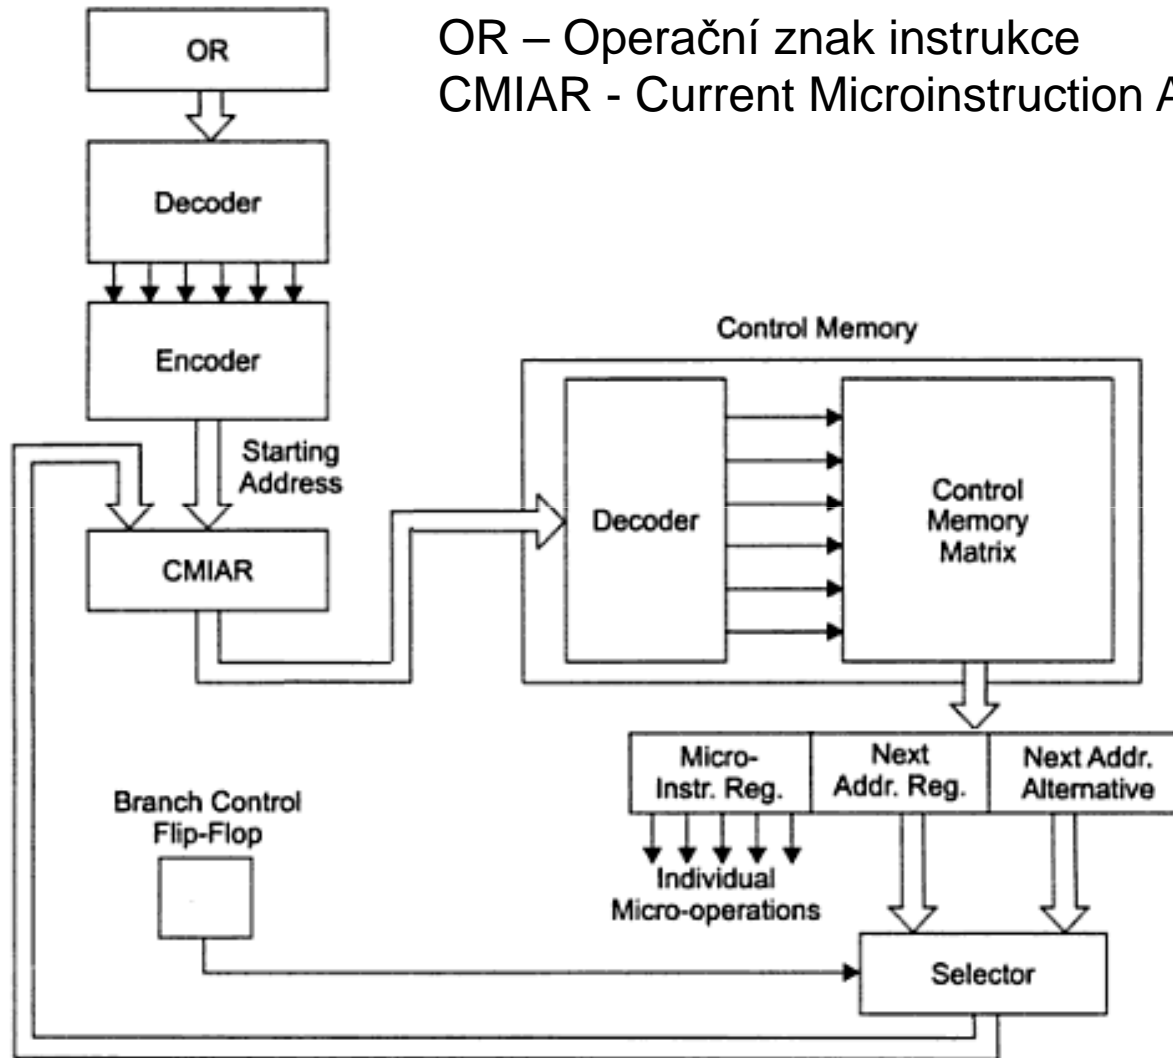 OR – Operační znak instrukce
CMIAR - Current Microinstruction A
OR
Decoder
Encoder
Starting
Address
CMIAR
Control Memory
Decoder
Control
Memory
Matrix
Micro-
Instr. Reg.
Next
Addr. Reg.
Next Addr.
Alternative
Individual
Micro-operations
Branch Control
Flip-Flop
Selector